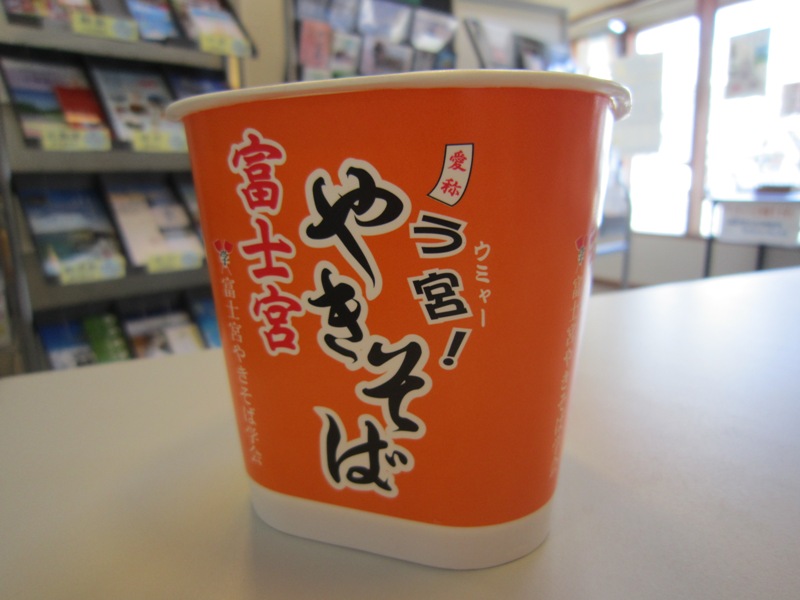 愛称
う宮!
ウミャー
やきそば
富士宮
富士宮やきそば学会